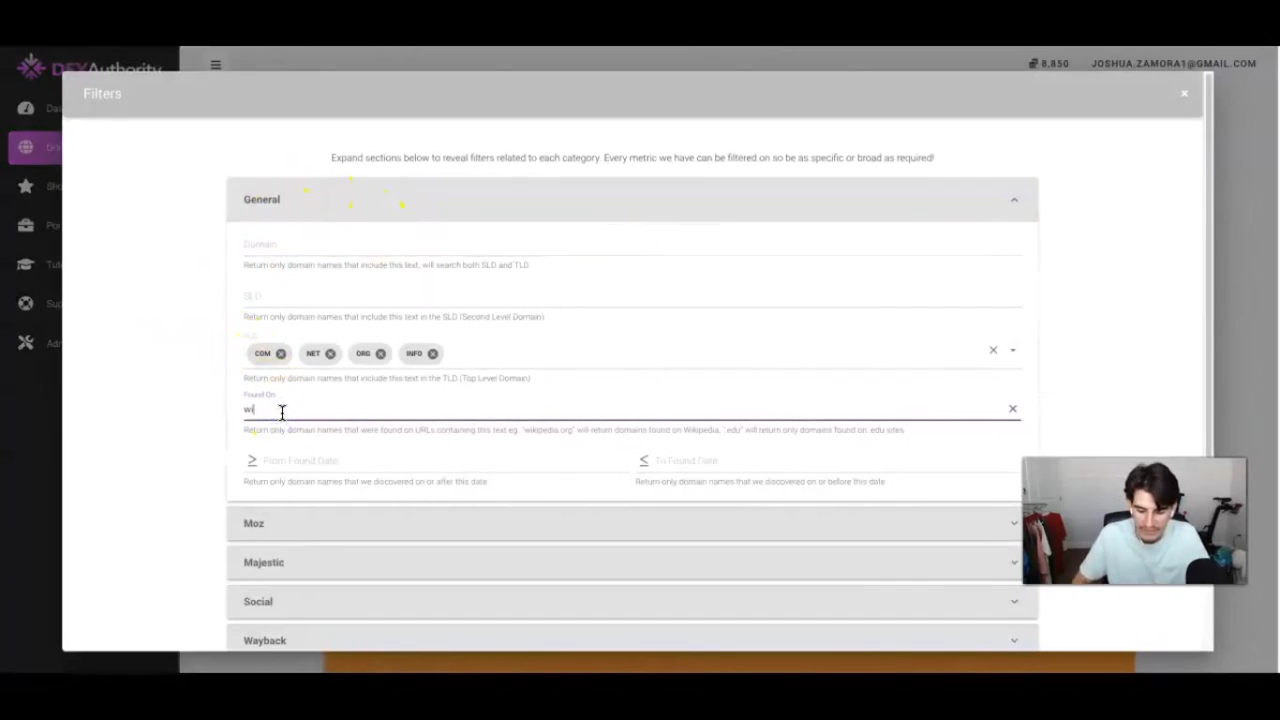 Authority
8,850
JOSHUA.ZAMORA1@GMAIL.COM
Filters
×
Expand sections below to reveal filters related to each category. Every metric we have can be filtered on so be as specific or broad as required!
General
Domain
Return only domain names that include this text, will search both SLD and TLD
SLD
Return only domain names that include this text in the SLD (Second Level Domain)
COM
NET
ORG
INFO
Return only domain names that include this text in the TLD (Top Level Domain)
Found On
wi
Return only domain names that were found on URLs containing this text eg. "wikipedia.org" will return domains found on Wikipedia, ".edu" will return only domains found on .edu sites
≥ From Found Date
≤ To Found Date
Return only domain names that we discovered on or after this date
Return only domain names that we discovered on or before this date
Moz
Majestic
Social
Wayback